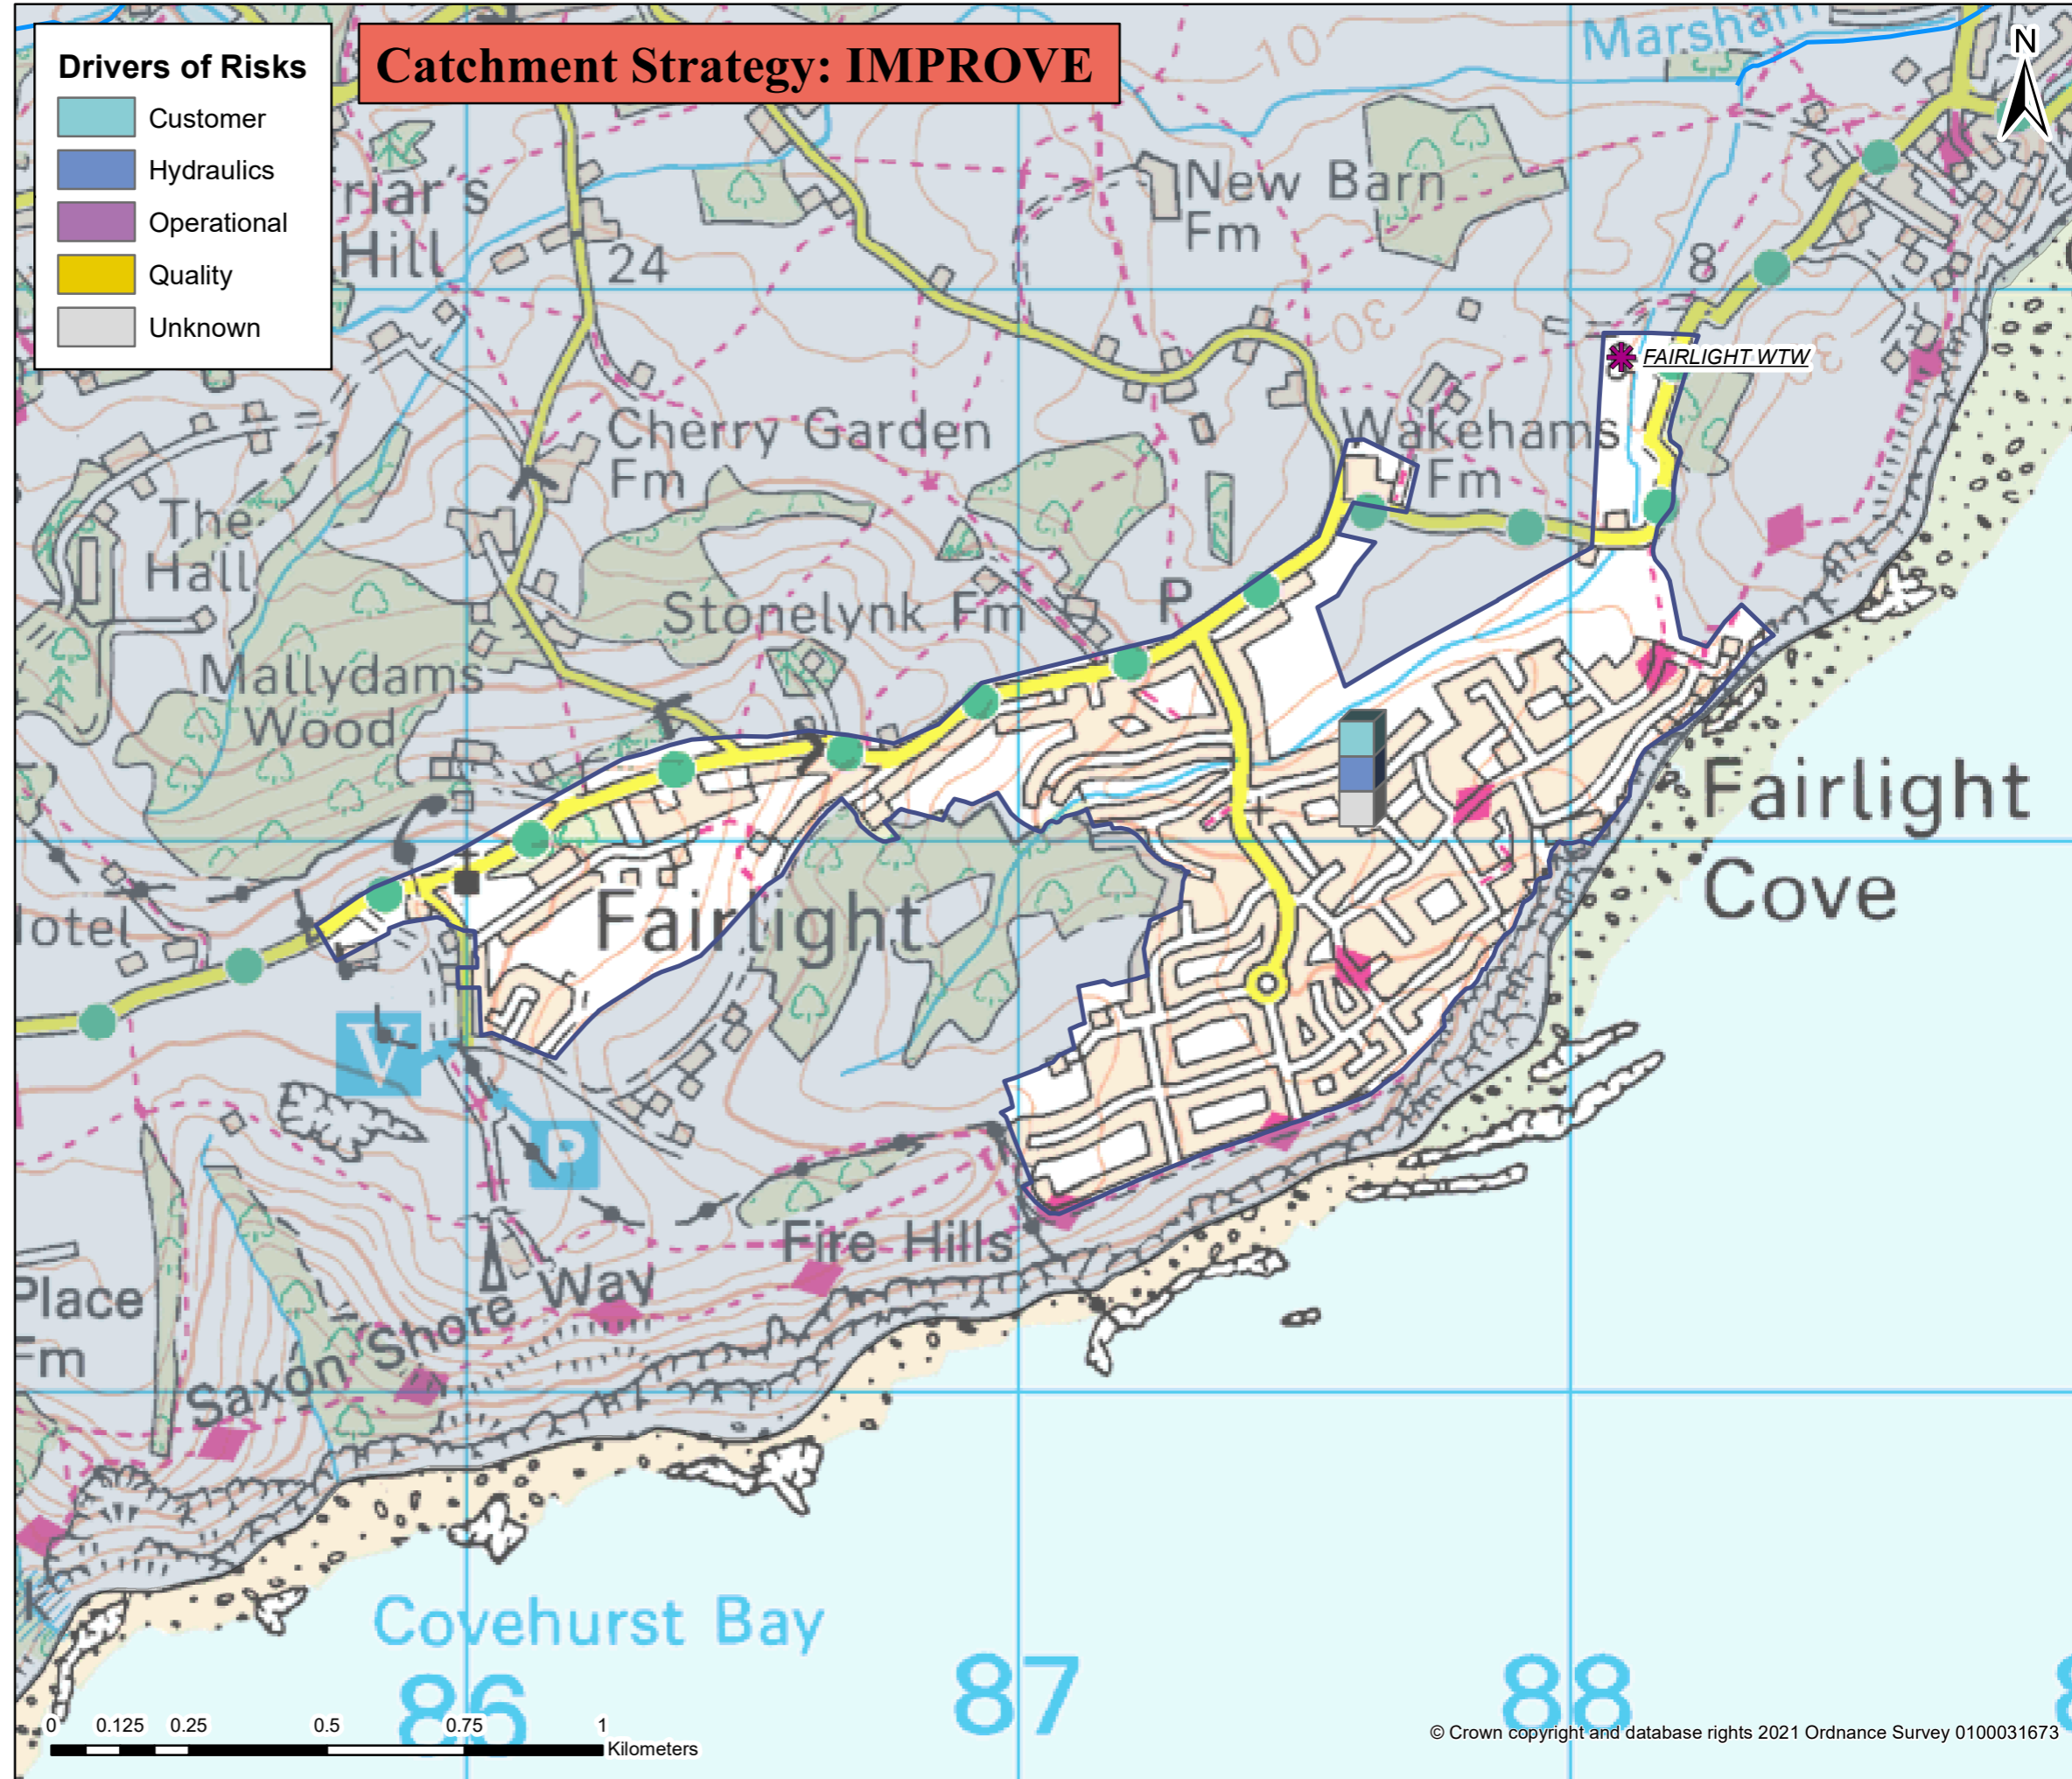 Drivers of Risks
Customer
Hydraulics
Operational
Quality
Unknown
Catchment Strategy: IMPROVE
Marsham
N
10
riar's
Hill
24
New Barn
Fm
8
30
FAIRLIGHT WTW
Cherry Garden
Fm
Wakehams
Fm
The
Hall
Stonelynk Fm
P
Mallydams
Wood
Fairlight
Cove
Hotel
Fairlight
V
P
Fire Hills
Saxon Shore Way
Place
Fm
k
Covehurst Bay
86
87
88
0 0.125 0.25 0.5 0.75 1
Kilometers
© Crown copyright and database rights 2021 Ordnance Survey 0100031673